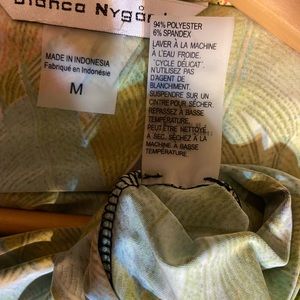 Bianca Nygård
MADE IN INDONESIA
Fabriqué en Indonésie
M
94% POLYESTER
6% SPANDEX
LAVER À LA MACHINE
À L'EAU FROIDE.
"CYCLE DÉLICAT".
N'UTILISEZ PAS
D'AGENT DE
BLANCHIMENT.
SUSPENDRE SUR UN
CINTRE POUR SÉCHER.
REPASSEZ À BASSE
TEMPÉRATURE.
PEUT ÊTRE NETTOYÉ
A SEC. SÉCHEZ À LA
MACHINE À BASSE
TEMPÉRATURE